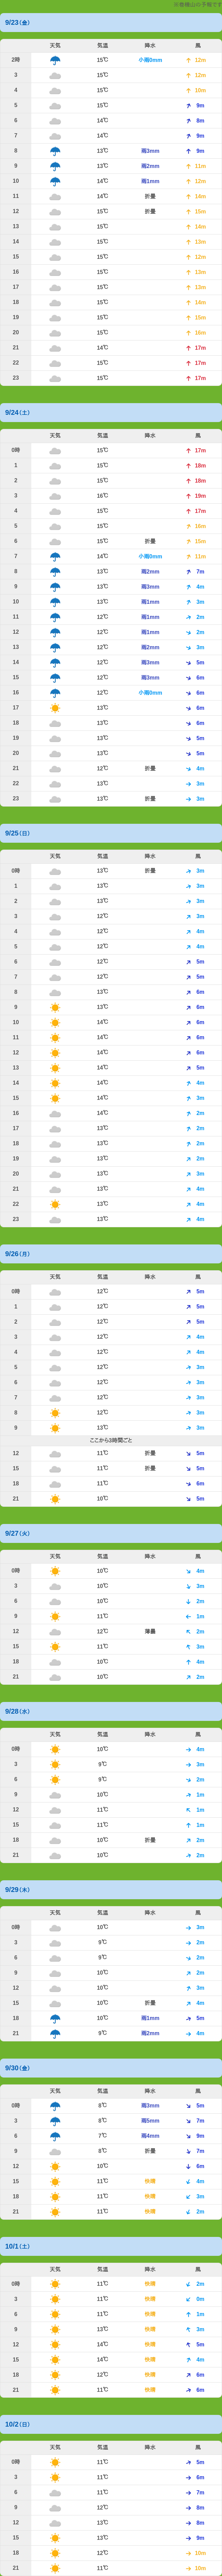 の予報です
9/23(金)
天気 気温 降水 風
2時 15℃ 小雨0mm 12m
3 15℃ 12m
4 15℃ 10m
5 15℃ 9m
6 14℃ 8m
7 14℃ 9m
8 13℃ 雨3mm 9m
9 13℃ 雨2mm 11m
10 13℃ 雨1mm 12m
11 14℃ 折曇 14m
12 15℃ 折曇 15m
13 15℃ 14m
14 15℃ 13m
15 15℃ 12m
16 15℃ 13m
17 15℃ 13m
18 15℃ 14m
19 15℃ 15m
20 15℃ 16m
21 14℃ 17m
22 15℃ 17m
23 15℃ 17m
9/24(土)
天気 気温 降水 風
0時 15℃ 17m
1 15℃ 18m
2 15℃ 18m
3 16℃ 19m
4 15℃ 17m
5 15℃ 16m
6 15℃ 折曇 15m
7 14℃ 小雨0mm 11m
8 13℃ 雨2mm 7m
9 13℃ 雨3mm 4m
10 13℃ 雨1mm 3m
11 12℃ 雨1mm 2m
12 12℃ 雨1mm 2m
13 12℃ 雨2mm 3m
14 12℃ 雨3mm 5m
15 12℃ 雨3mm 6m
16 12℃ 小雨0mm 6m
17 13℃ 6m
18 13℃ 6m
19 13℃ 5m
20 13℃ 5m
21 12℃ 折曇 4m
22 13℃ 3m
23 13℃ 折曇 3m
9/25(日)
天気 気温 降水 風
0時 13℃ 折曇 3m
1 13℃ 3m
2 13℃ 3m
3 12℃ 3m
4 12℃ 4m
5 12℃ 4m
6 12℃ 5m
7 12℃ 5m
8 13℃ 6m
9 13℃ 6m
10 14℃ 6m
11 14℃ 6m
12 14℃ 6m
13 14℃ 5m
14 14℃ 4m
15 14℃ 3m
16 14℃ 2m
17 13℃ 2m
18 13℃ 2m
19 13℃ 2m
20 13℃ 3m
21 13℃ 4m
22 13℃ 4m
23 13℃ 4m
9/26(月)
天気 気温 降水 風
0時 12℃ 5m
1 12℃ 5m
2 12℃ 5m
3 12℃ 4m
4 12℃ 4m
5 12℃ 3m
6 12℃ 3m
7 12℃ 3m
8 12℃ 3m
9 13℃ 3m
ここから3時間ごと
12 11℃ 折曇 5m
15 11℃ 折曇 5m
18 11℃ 6m
21 10℃ 5m
9/27(火)
天気 気温 降水 風
0時 10℃ 4m
3 10℃ 3m
6 10℃ 2m
9 11℃ 1m
12 12℃ 薄曇 2m
15 11℃ 3m
18 10℃ 4m
21 10℃ 2m
9/28(水)
天気 気温 降水 風
0時 10℃ 4m
3 9℃ 3m
6 9℃ 2m
9 10℃ 1m
12 11℃ 1m
15 11℃ 1m
18 10℃ 折曇 2m
21 10℃ 2m
9/29(木)
天気 気温 降水 風
0時 10℃ 3m
3 9℃ 2m
6 9℃ 2m
9 10℃ 2m
12 10℃ 3m
15 10℃ 折曇 4m
18 10℃ 雨1mm 5m
21 9℃ 雨2mm 4m
9/30(金)
天気 気温 降水 風
0時 8℃ 雨3mm 5m
3 8℃ 雨5mm 7m
6 7℃ 雨4mm 9m
9 8℃ 折曇 7m
12 10℃ 6m
15 11℃ 快晴 4m
18 11℃ 快晴 3m
21 11℃ 快晴 2m
10/1(土)
天気 気温 降水 風
0時 11℃ 快晴 2m
3 11℃ 快晴 0m
6 11℃ 快晴 1m
9 13℃ 快晴 3m
12 14℃ 快晴 5m
15 14℃ 快晴 4m
18 12℃ 快晴 6m
21 11℃ 快晴 6m
10/2(日)
天気 気温 降水 風
0時 11℃ 5m
3 11℃ 6m
6 11℃ 7m
9 12℃ 8m
12 13℃ 8m
15 13℃ 9m
18 12℃ 10m
21 11℃ 10m